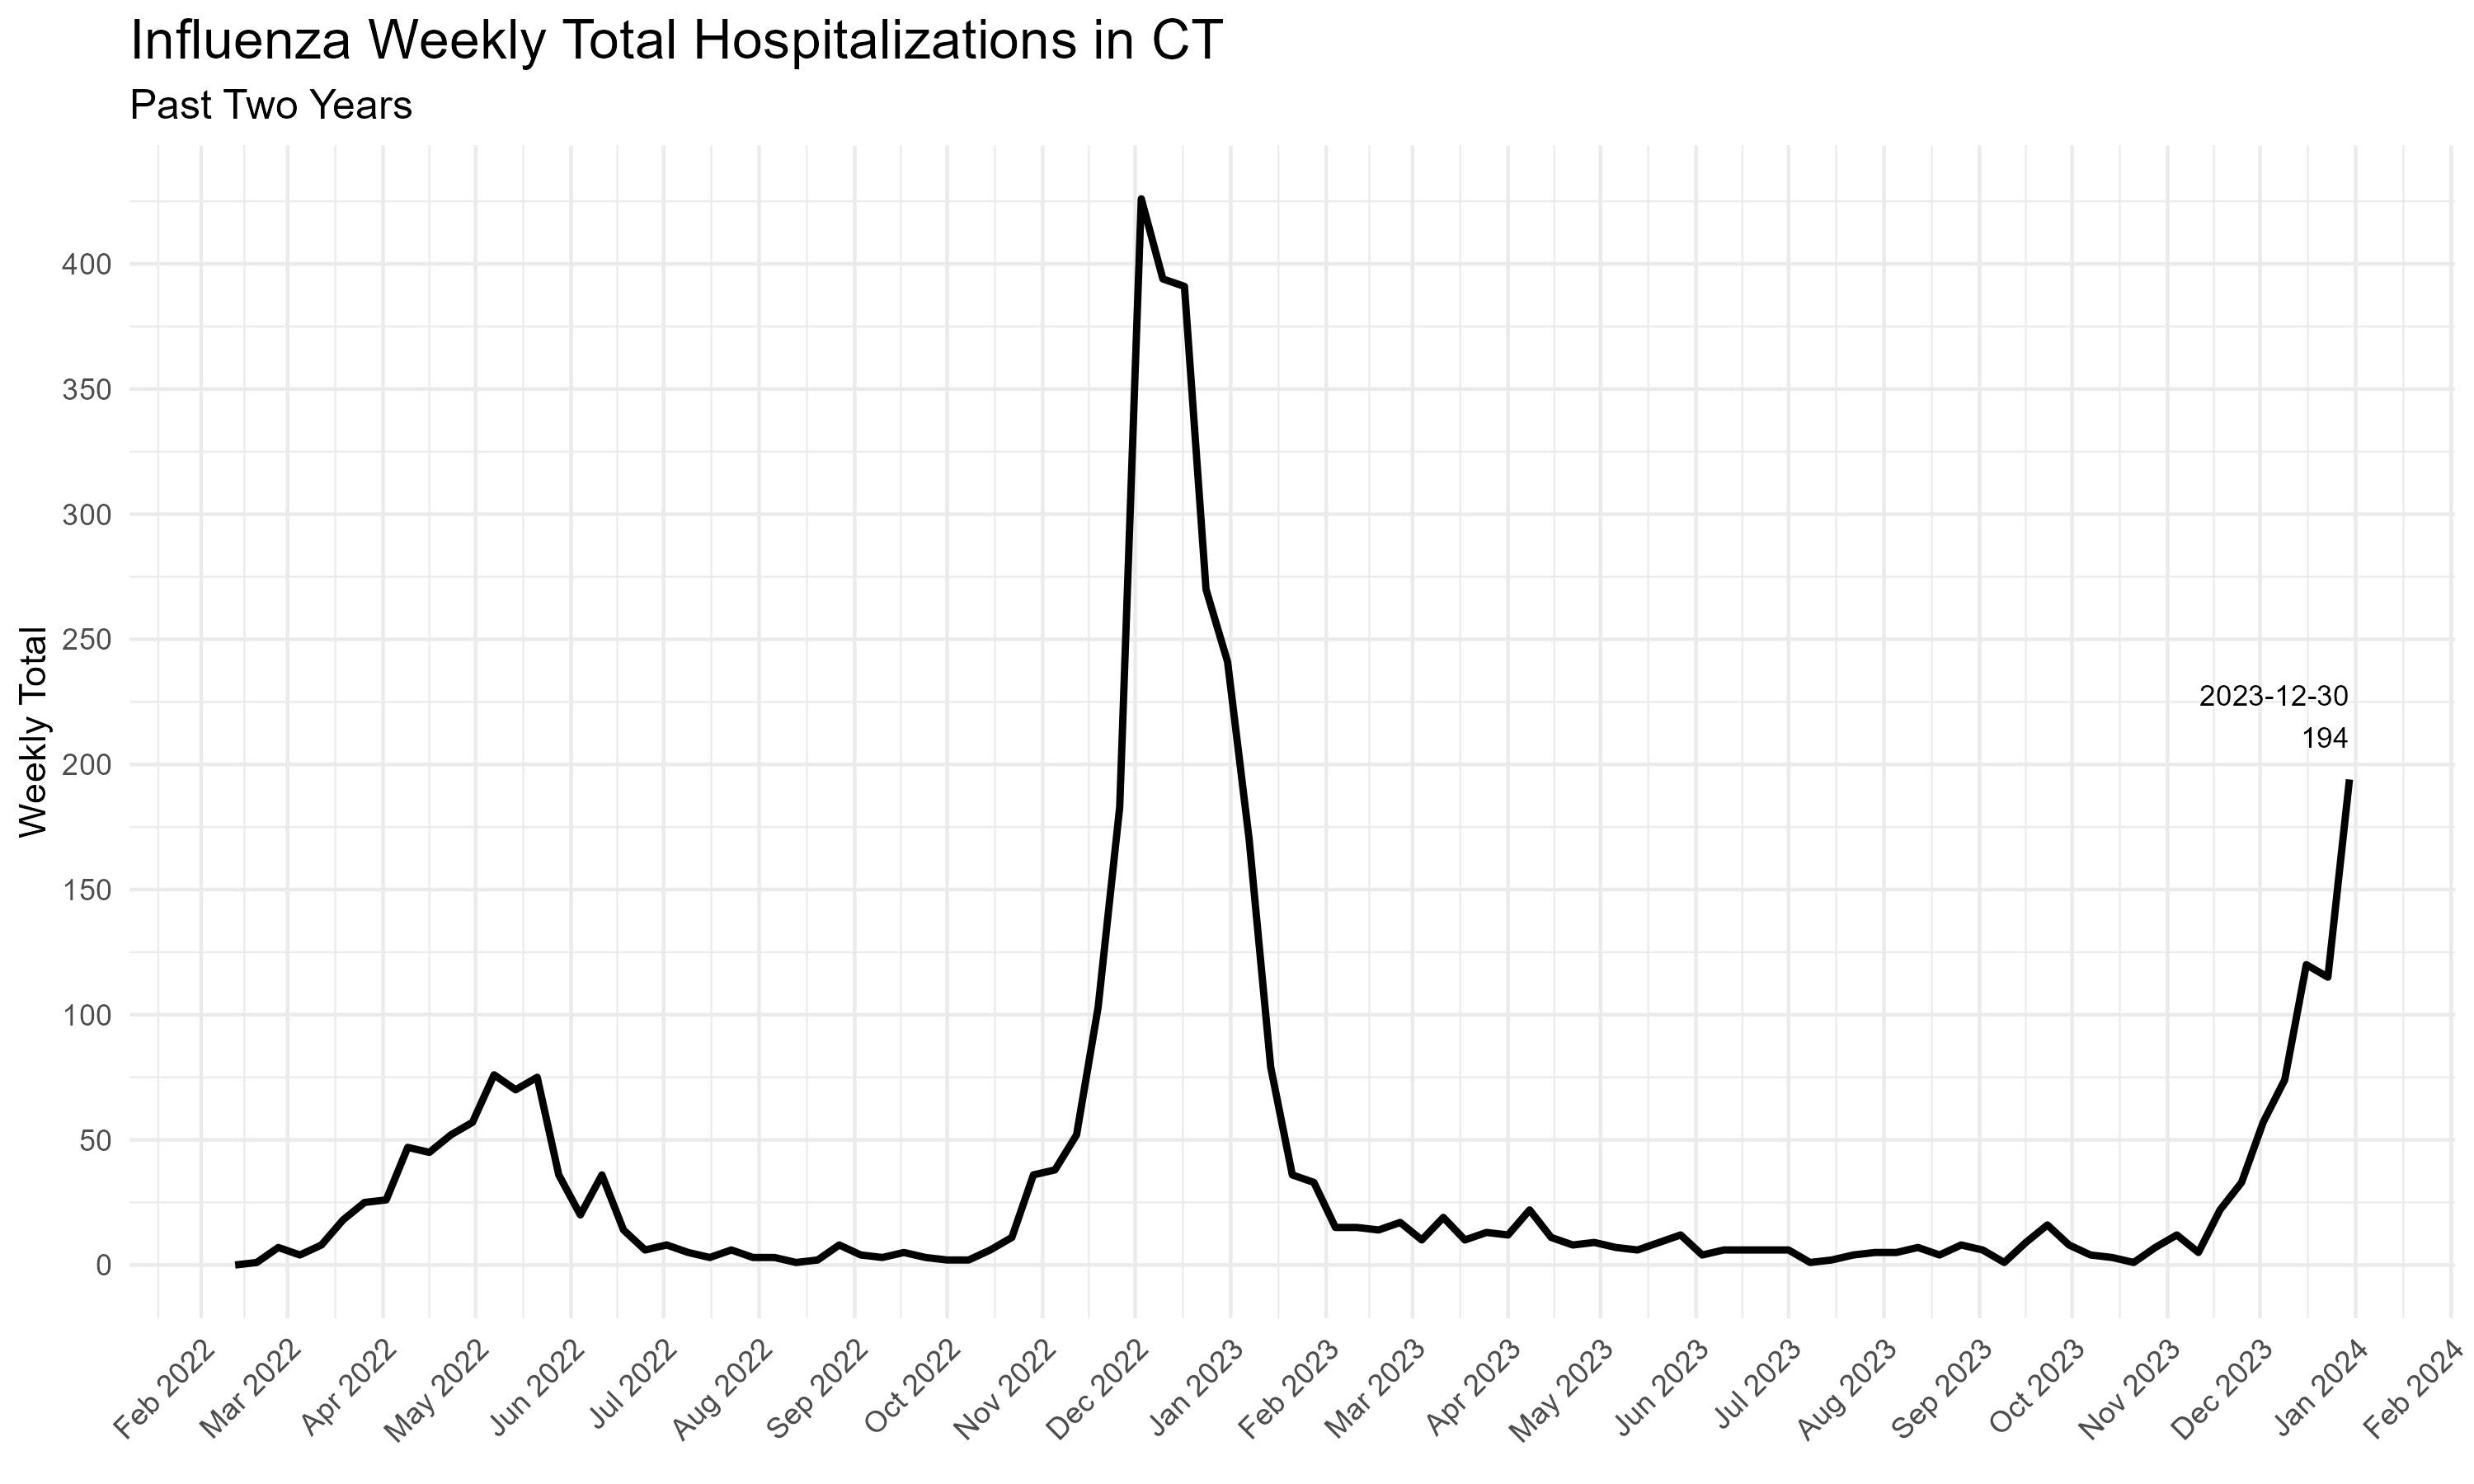 Influenza Weekly Total Hospitalizations in CT
Past Two Years
Weekly Total
400
350
300
250
200
150
100
50
0
2023-12-30
194
Feb 2022
Mar 2022
Apr 2022
May 2022
Jun 2022
Jul 2022
Aug 2022
Sep 2022
Oct 2022
Nov 2022
Dec 2022
Jan 2023
Feb 2023
Mar 2023
Apr 2023
May 2023
Jun 2023
Jul 2023
Aug 2023
Sep 2023
Oct 2023
Nov 2023
Dec 2023
Jan 2024
Feb 2024